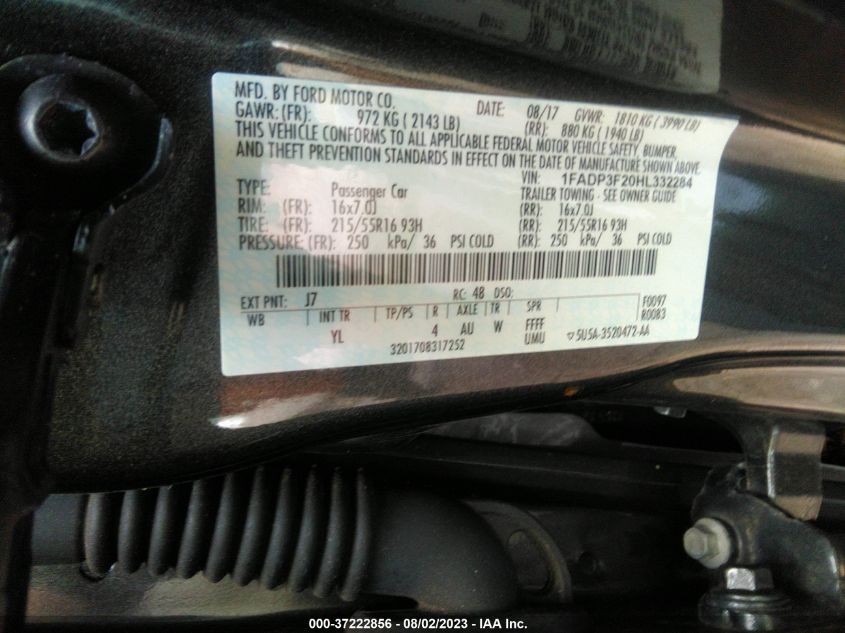 MFD. BY FORD MOTOR CO. DATE: 08/17 GVWR: 1810 KG ( 3990 LB)
GAWR: (FR): 972 KG ( 2143 LB) (RR): 880 KG ( 1940 LB)
THIS VEHICLE CONFORMS TO ALL APPLICABLE FEDERAL MOTOR VEHICLE SAFETY, BUMPER,
AND THEFT PREVENTION STANDARDS IN EFFECT ON THE DATE OF MANUFACTURE SHOWN ABOVE.
VIN: 1FADP3F20HL332284
TYPE: Passenger Car TRAILER TOWING - SEE OWNER GUIDE
RIM: (FR): 16x7.0J (RR): 16x7.0J
TIRE: (FR): 215/55R16 93H (RR): 215/55R16 93H
PRESSURE: (FR): 250 kPa/ 36 PSI COLD (RR): 250 kPa/ 36 PSI COLD
EXT PNT: J7 RC: 48 DSO: F0097
WB INT TR TP/PS R AXLE TR SPR R0083
YL 4 AU W FFFF
3201708317252 UMU 5U5A-3520472-AA
000-37222856 - 08/02/2023 - IAA Inc.